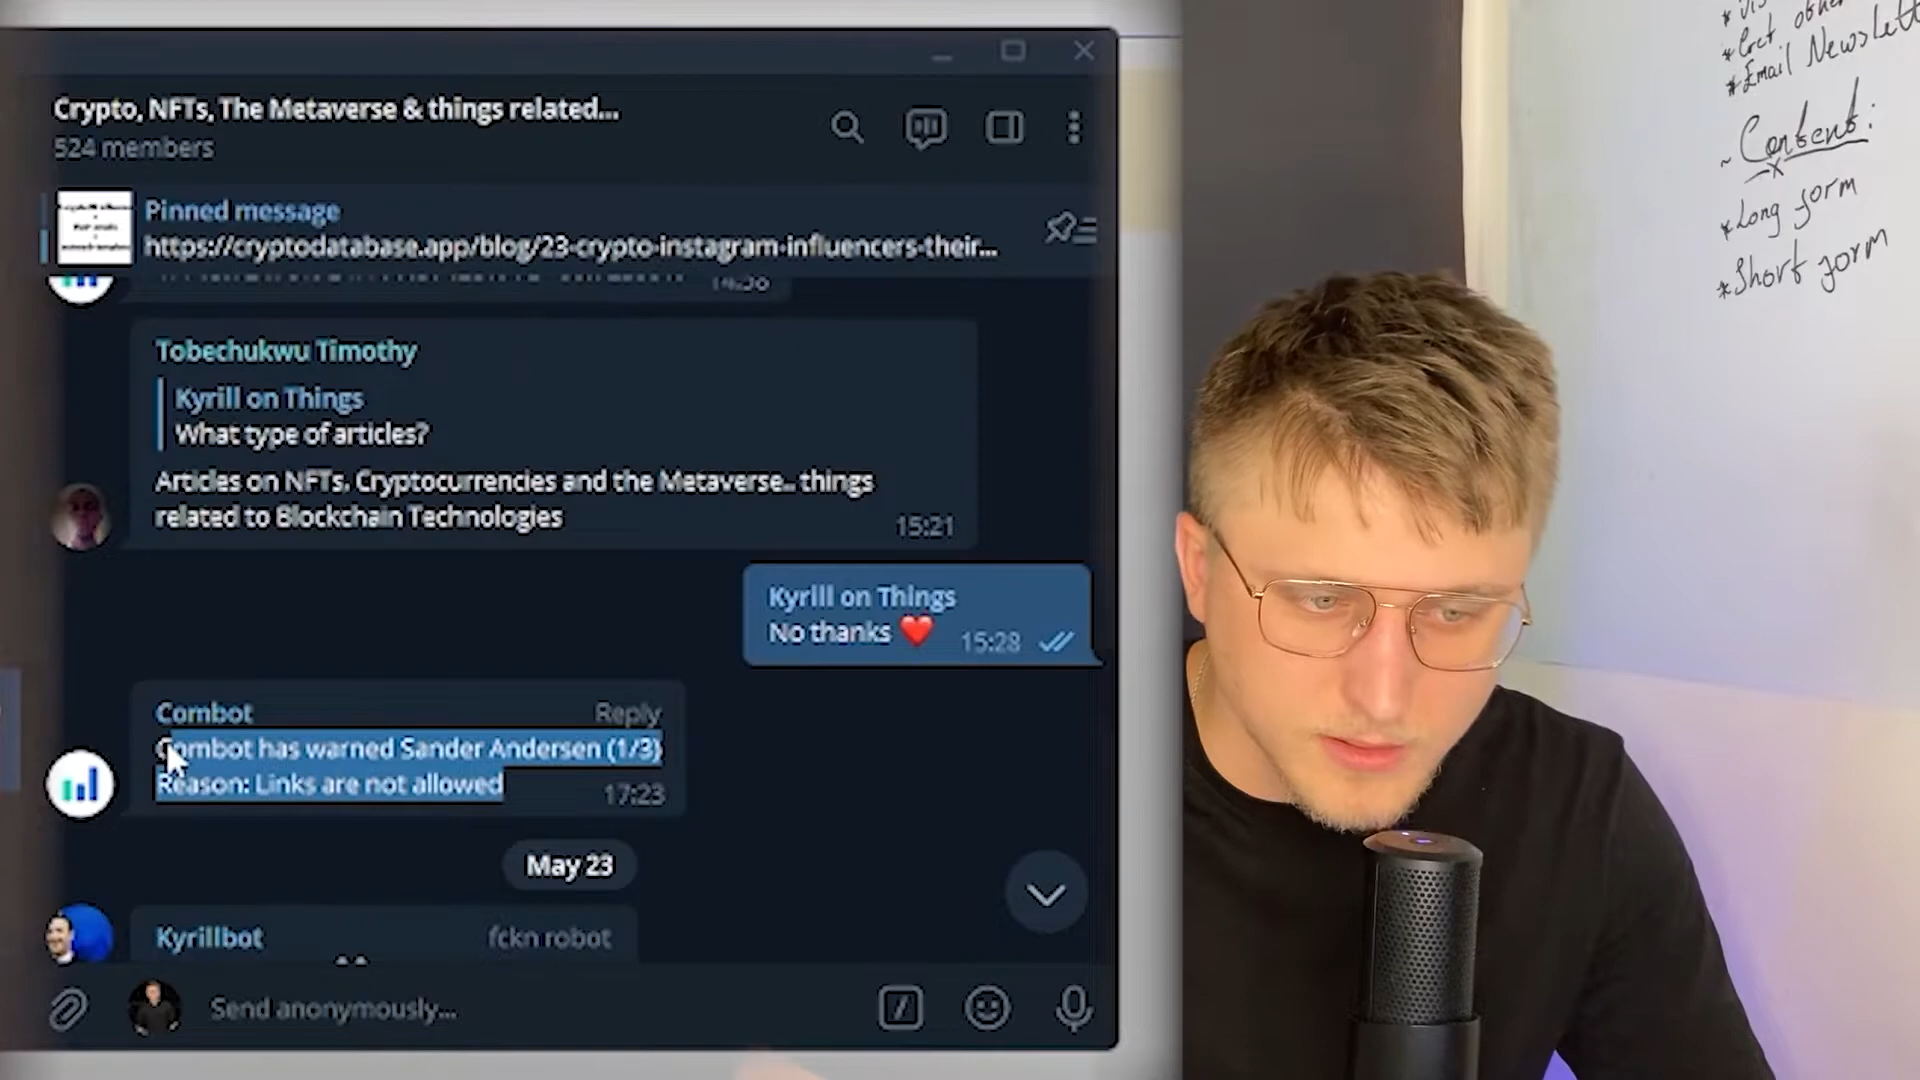 Crypto, NFTs, The Metaverse & things related...
524 members
Pinned message
https://cryptodatabase.app/blog/23-crypto-instagram-influencers-their...
Tobechukwu Timothy
Kyrill on Things
What type of articles?
Articles on NFTs, Cryptocurrencies and the Metaverse.. things
related to Blockchain Technologies
15:21
Kyrill on Things
No thanks ❤️ 15:28
Combot Reply
Combot has warned Sander Andersen (1/3)
Reason: Links are not allowed
17:23
May 23
Kyrillbot fckn robot
Send anonymously...
* Email Newslett
~ Content:
* Long form
* Short form